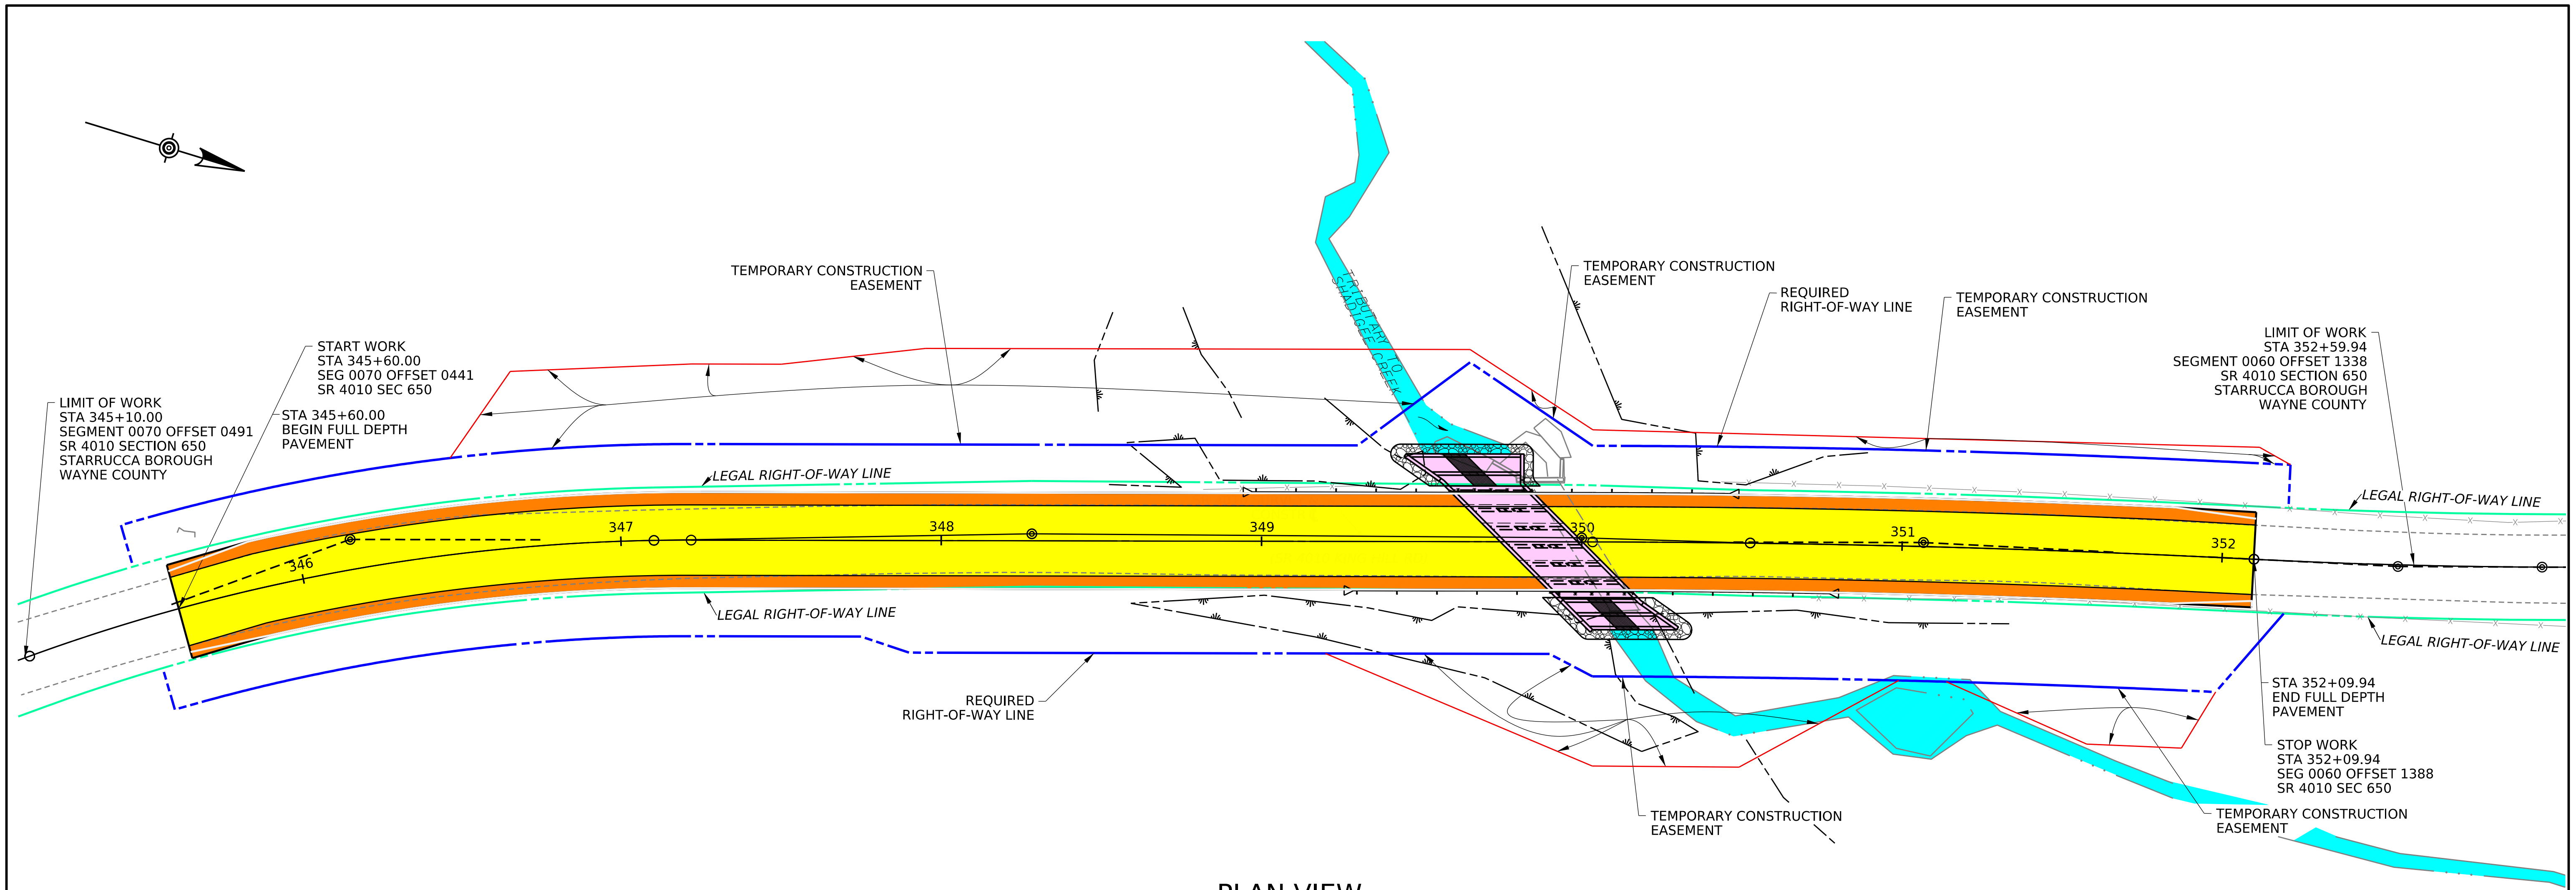 TEMPORARY CONSTRUCTION
EASEMENT
TEMPORARY CONSTRUCTION
EASEMENT
REQUIRED
RIGHT-OF-WAY LINE
TEMPORARY CONSTRUCTION
EASEMENT
TRIBUTARY TO
SHADIGEE CREEK
START WORK
STA 345+60.00
SEG 0070 OFFSET 0441
SR 4010 SEC 650
LIMIT OF WORK
STA 352+59.94
SEGMENT 0060 OFFSET 1338
SR 4010 SECTION 650
STARRUCCA BOROUGH
WAYNE COUNTY
LIMIT OF WORK
STA 345+10.00
SEGMENT 0070 OFFSET 0491
SR 4010 SECTION 650
STARRUCCA BOROUGH
WAYNE COUNTY
STA 345+60.00
BEGIN FULL DEPTH
PAVEMENT
LEGAL RIGHT-OF-WAY LINE
LEGAL RIGHT-OF-WAY LINE
346
347
348
349
350
351
352
LEGAL RIGHT-OF-WAY LINE
LEGAL RIGHT-OF-WAY LINE
REQUIRED
RIGHT-OF-WAY LINE
STA 352+09.94
END FULL DEPTH
PAVEMENT
STOP WORK
STA 352+09.94
SEG 0060 OFFSET 1388
SR 4010 SEC 650
TEMPORARY CONSTRUCTION
EASEMENT
TEMPORARY CONSTRUCTION
EASEMENT
PLAN VIEW